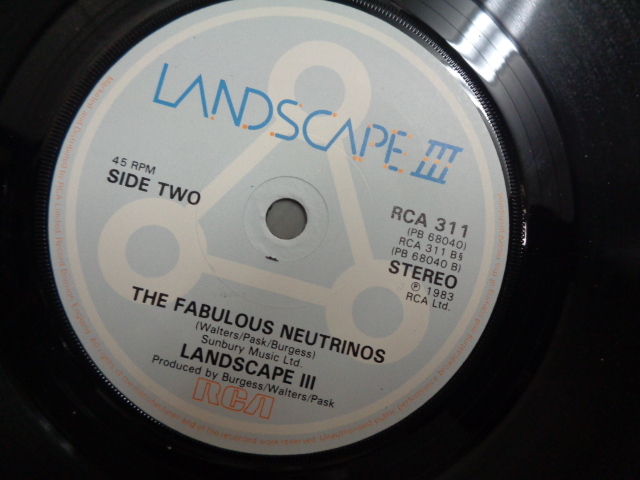 LANDSCAPE III
45 RPM
SIDE TWO
RCA 311
(PB 68040)
RCA 311 B§
(PB 68040 B)
STEREO
℗ 1983
RCA Ltd.
THE FABULOUS NEUTRINOS
(Walters/Pask/Burgess)
Sunbury Music Ltd.
LANDSCAPE III
Produced by Burgess/Walters/Pask
RCA